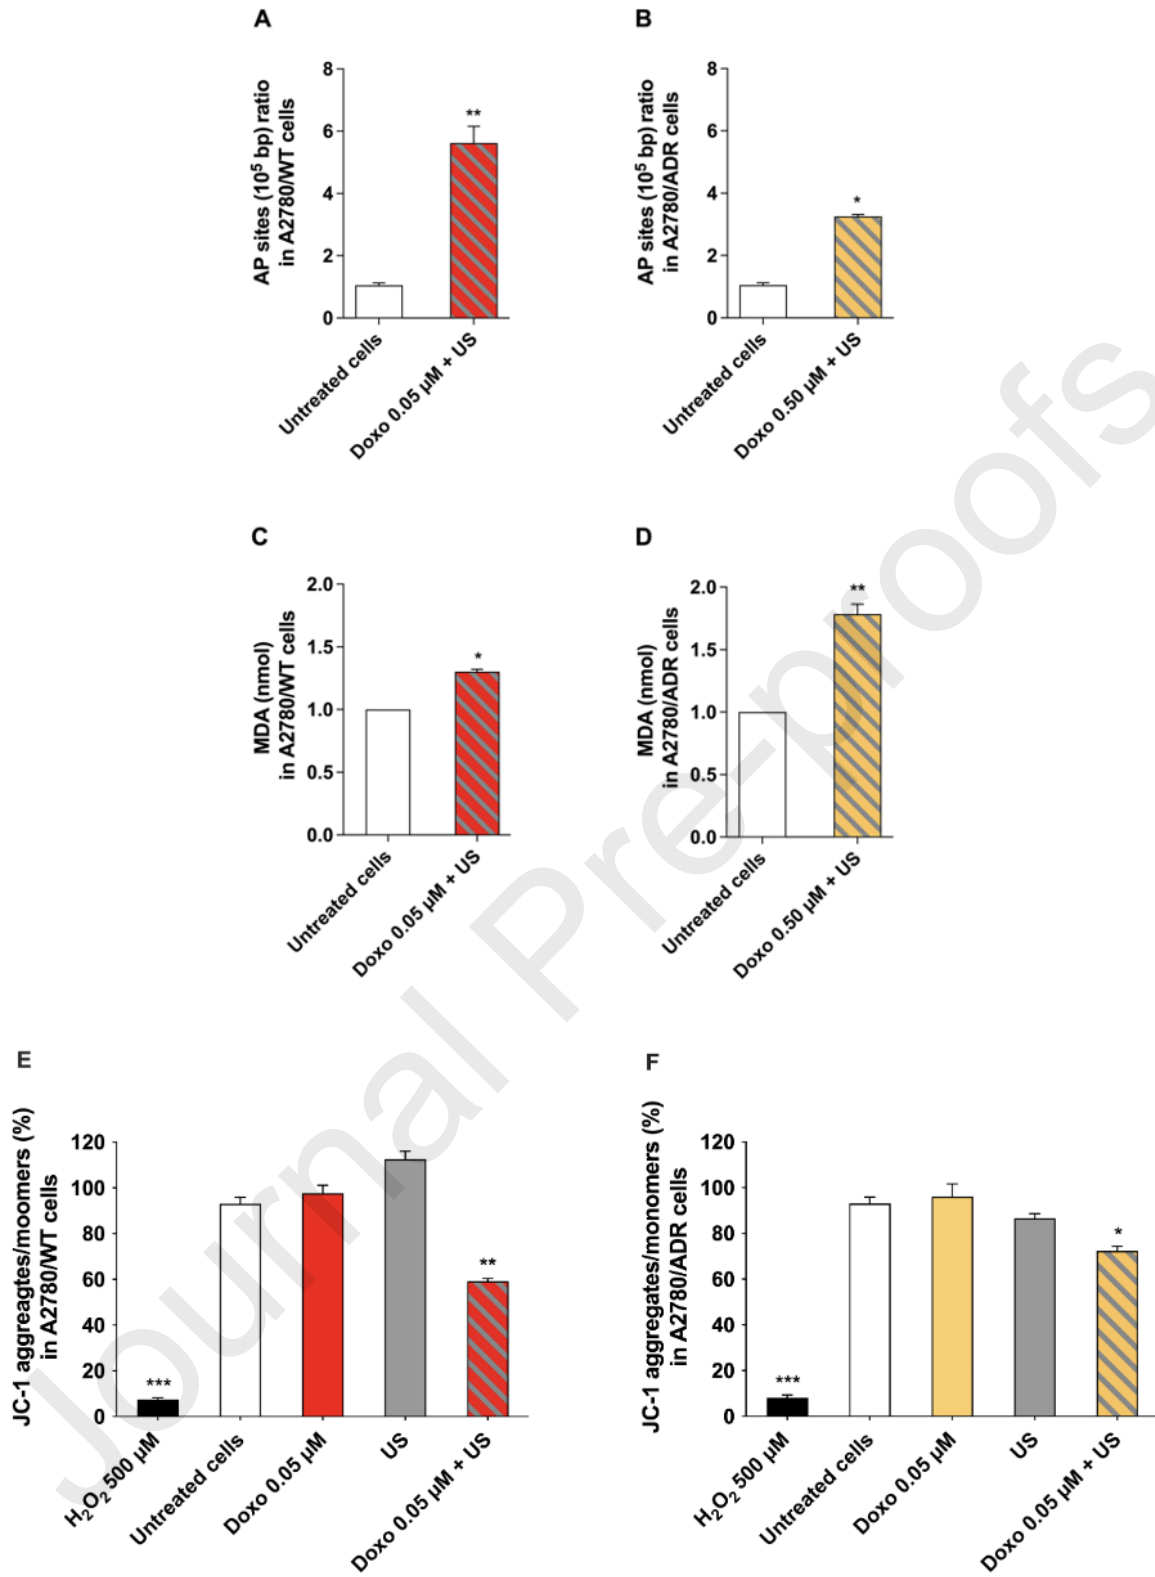 A
AP sites (10⁵ bp) ratio
in A2780/WT cells
8
6
4
2
0
**
Untreated cells
Doxo 0.05 µM + US
B
AP sites (10⁵ bp) ratio
in A2780/ADR cells
8
6
4
2
0
*
Untreated cells
Doxo 0.50 µM + US
C
MDA (nmol)
in A2780/WT cells
2.0
1.5
1.0
0.5
0.0
*
Untreated cells
Doxo 0.05 µM + US
D
MDA (nmol)
in A2780/ADR cells
2.0
1.5
1.0
0.5
0.0
**
Untreated cells
Doxo 0.50 µM + US
E
JC-1 aggreagtes/moomers (%)
in A2780/WT cells
120
100
80
60
40
20
0
***
**
H₂O₂ 500 µM
Untreated cells
Doxo 0.05 µM
US
Doxo 0.05 µM + US
F
JC-1 aggregates/monomers (%)
in A2780/ADR cells
120
100
80
60
40
20
0
***
*
H₂O₂ 500 µM
Untreated cells
Doxo 0.05 µM
US
Doxo 0.05 µM + US
Journal Pre-proofs